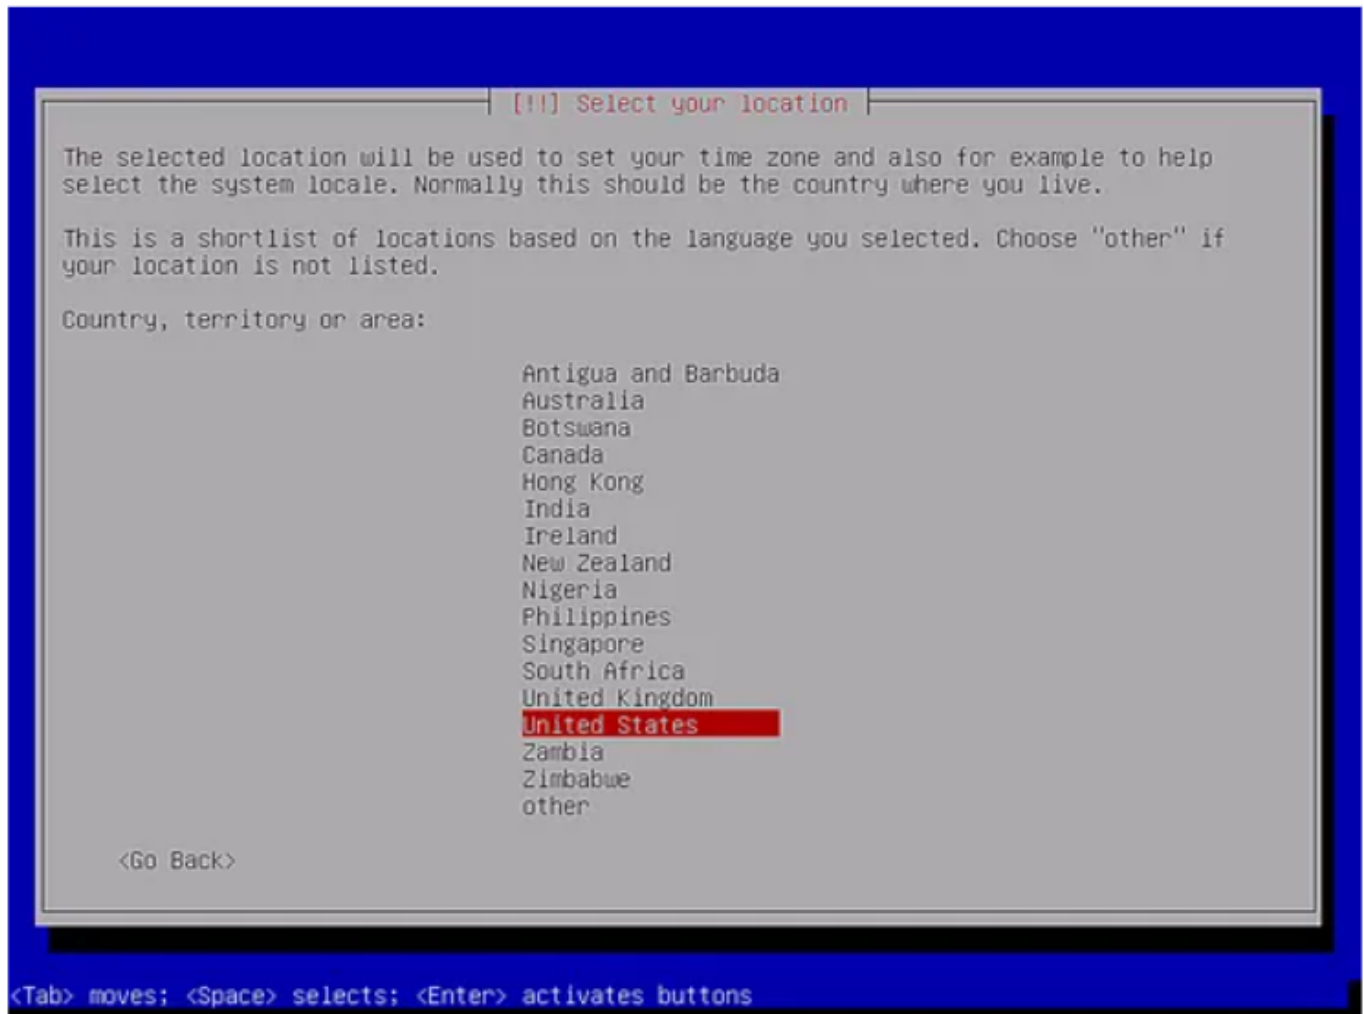 [!!] Select your location
The selected location will be used to set your time zone and also for example to help
select the system locale. Normally this should be the country where you live.
This is a shortlist of locations based on the language you selected. Choose "other" if
your location is not listed.
Country, territory or area:
Antigua and Barbuda
Australia
Botswana
Canada
Hong Kong
India
Ireland
New Zealand
Nigeria
Philippines
Singapore
South Africa
United Kingdom
United States
Zambia
Zimbabwe
other
<Go Back>
<Tab> moves; <Space> selects; <Enter> activates buttons